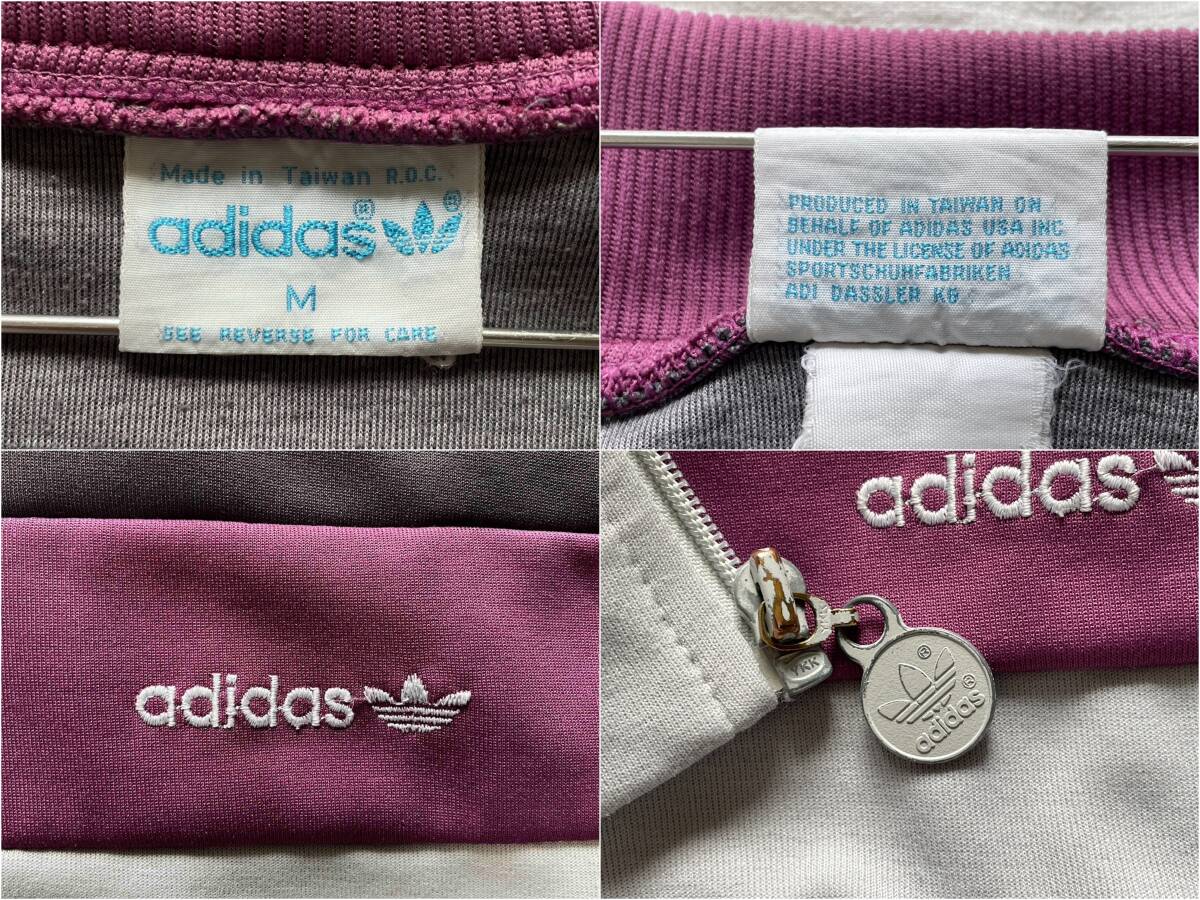 Made in Taiwan R.O.C.
adidas®
M
SEE REVERSE FOR CARE
PRODUCED IN TAIWAN ON
BEHALF OF ADIDAS USA INC
UNDER THE LICENSE OF ADIDAS
SPORTSCHUHFABRIKEN
ADI DASSLER KG
adidas
adidas
YKK
®
adidas®